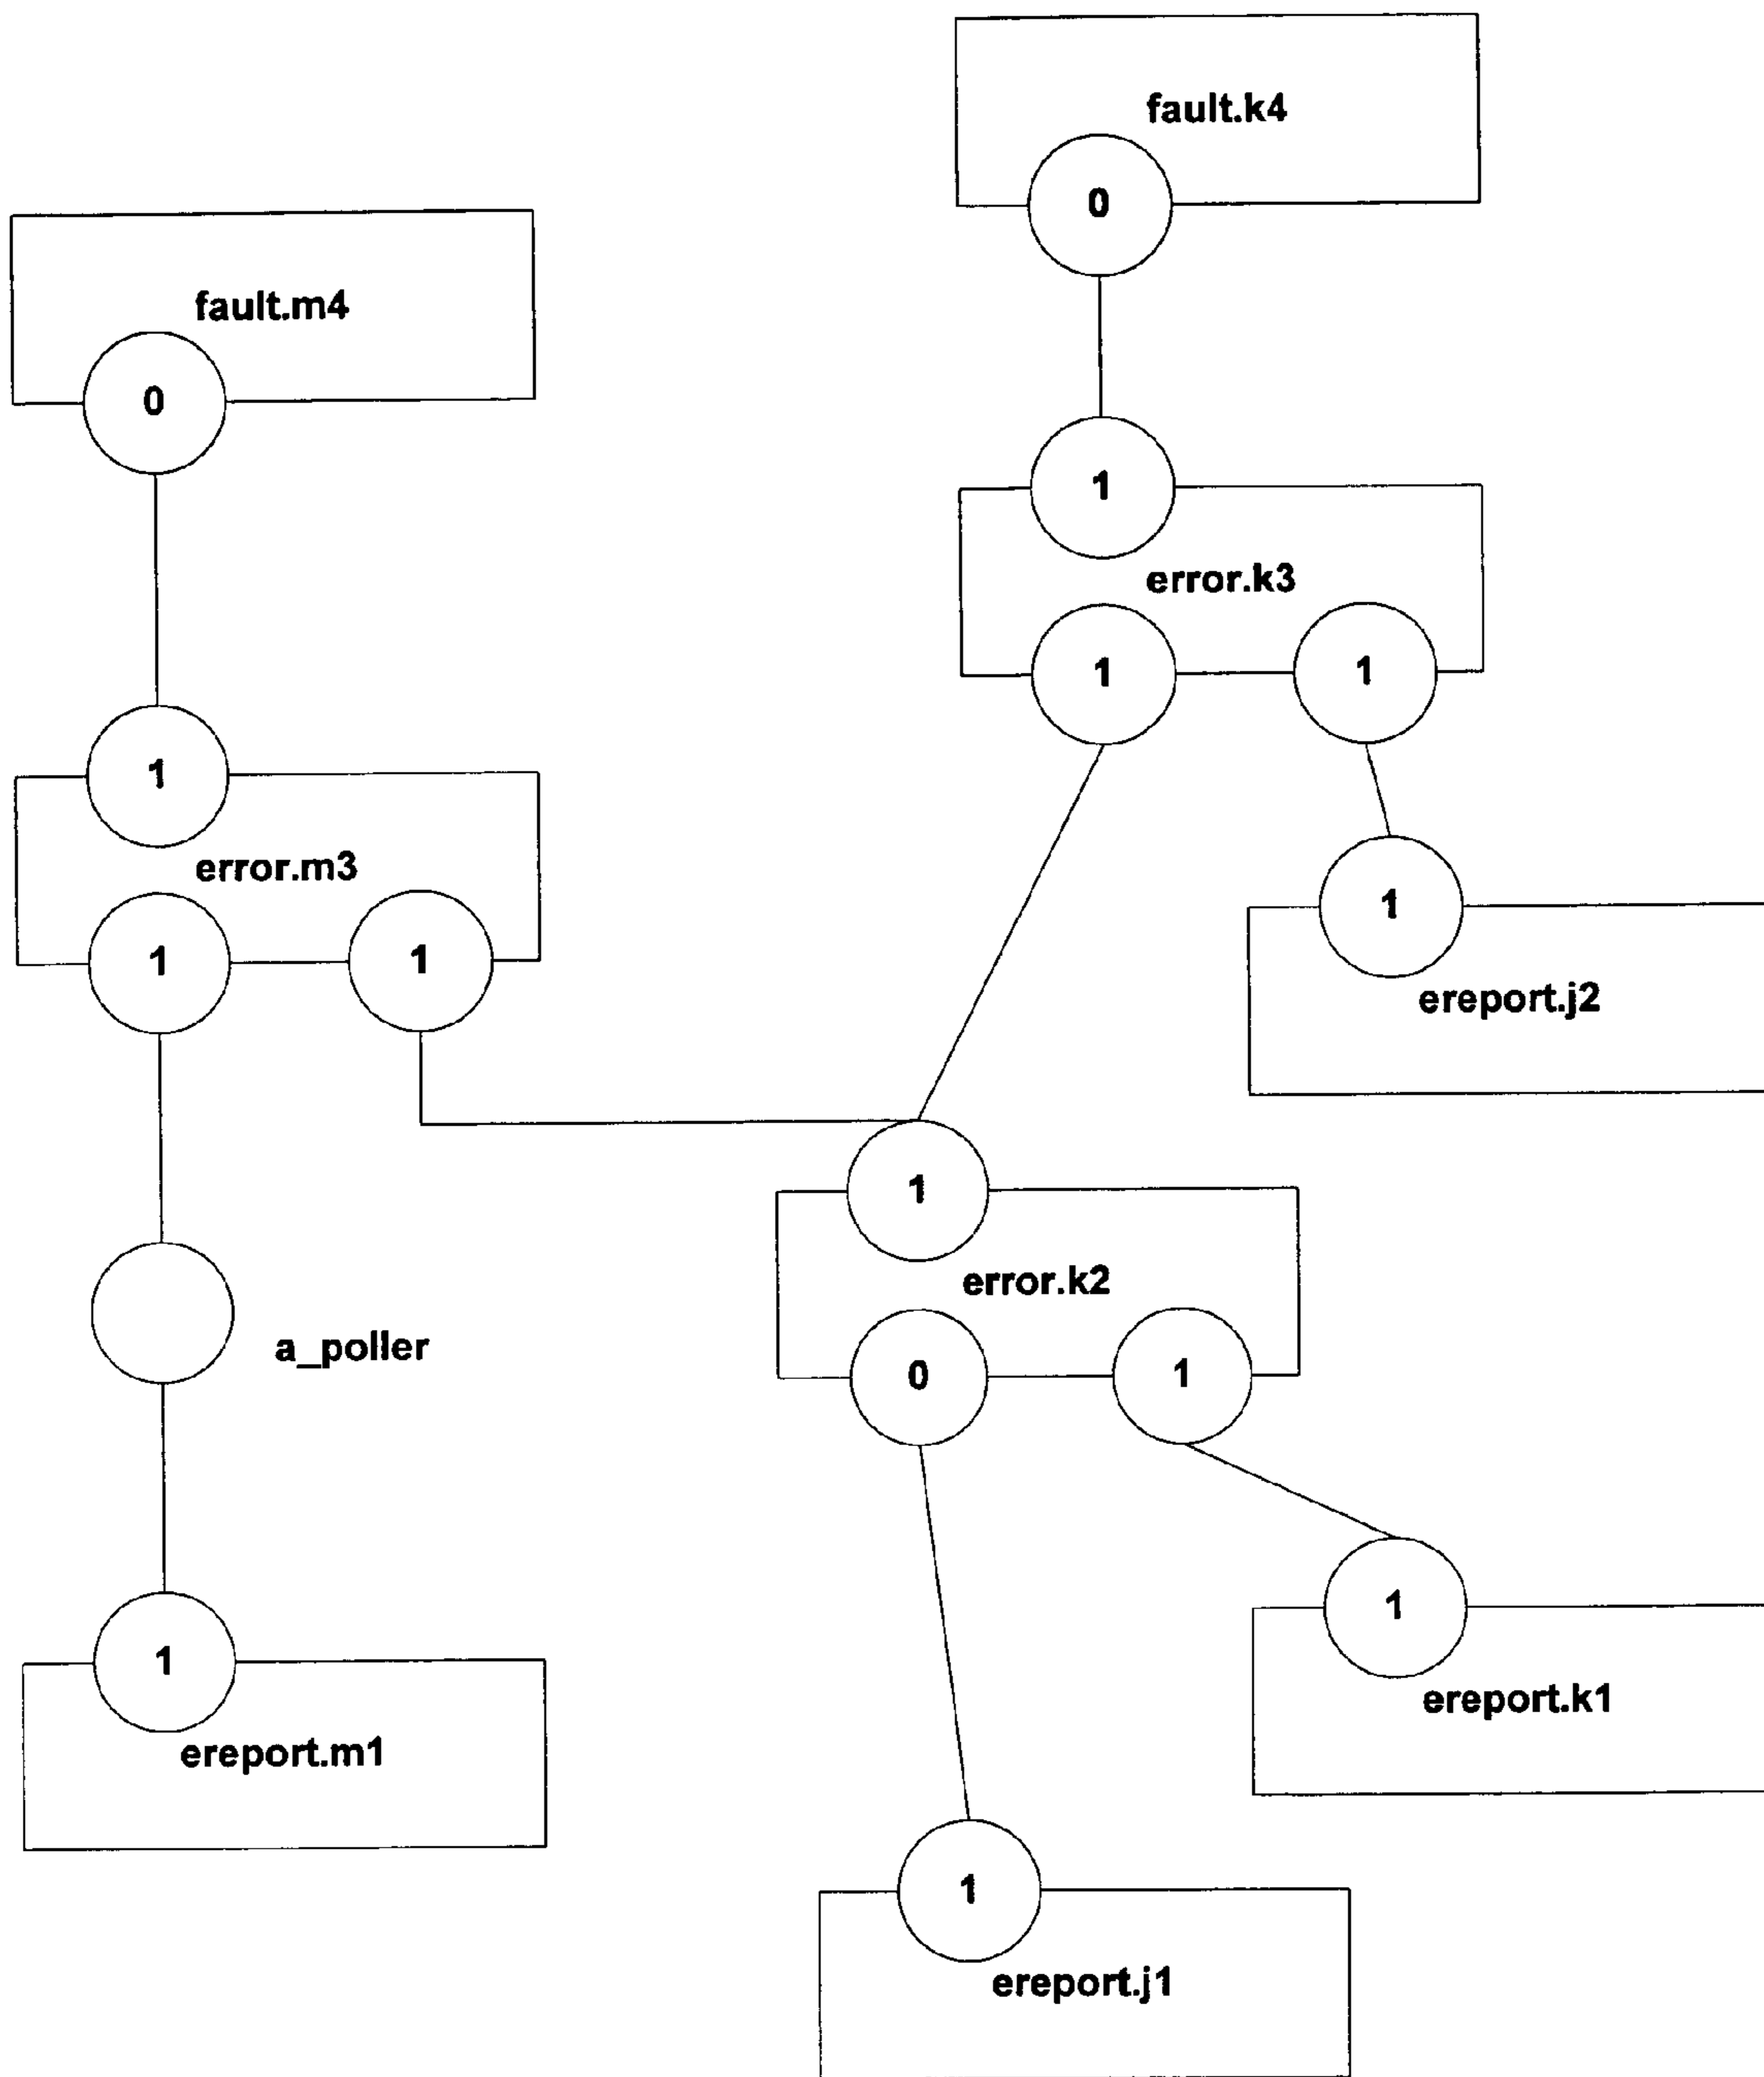 fault.k4
0
fault.m4
0
1
error.k3
1 1
1
error.m3
1 1
1
ereport.j2
1
error.k2
a_poller
0 1
1
ereport.k1
1
ereport.m1
1
ereport.j1